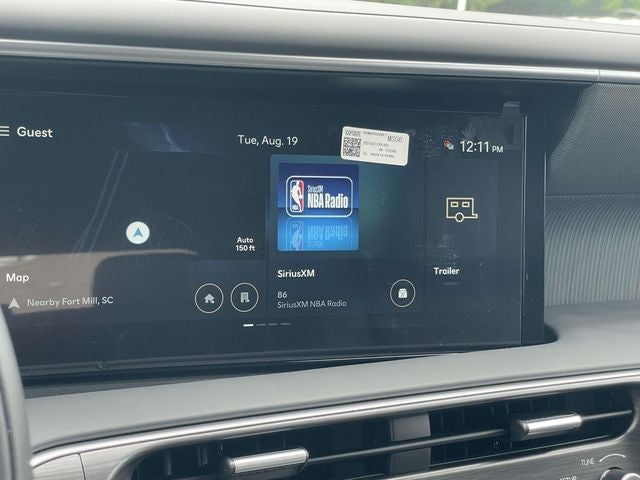 Guest
Tue, Aug. 19
MS06
12:11 PM
SiriusXM
NBA Radio
Auto
150 ft
Map
Nearby Fort Mill, SC
SiriusXM
86
SiriusXM NBA Radio
Trailer
TUNE